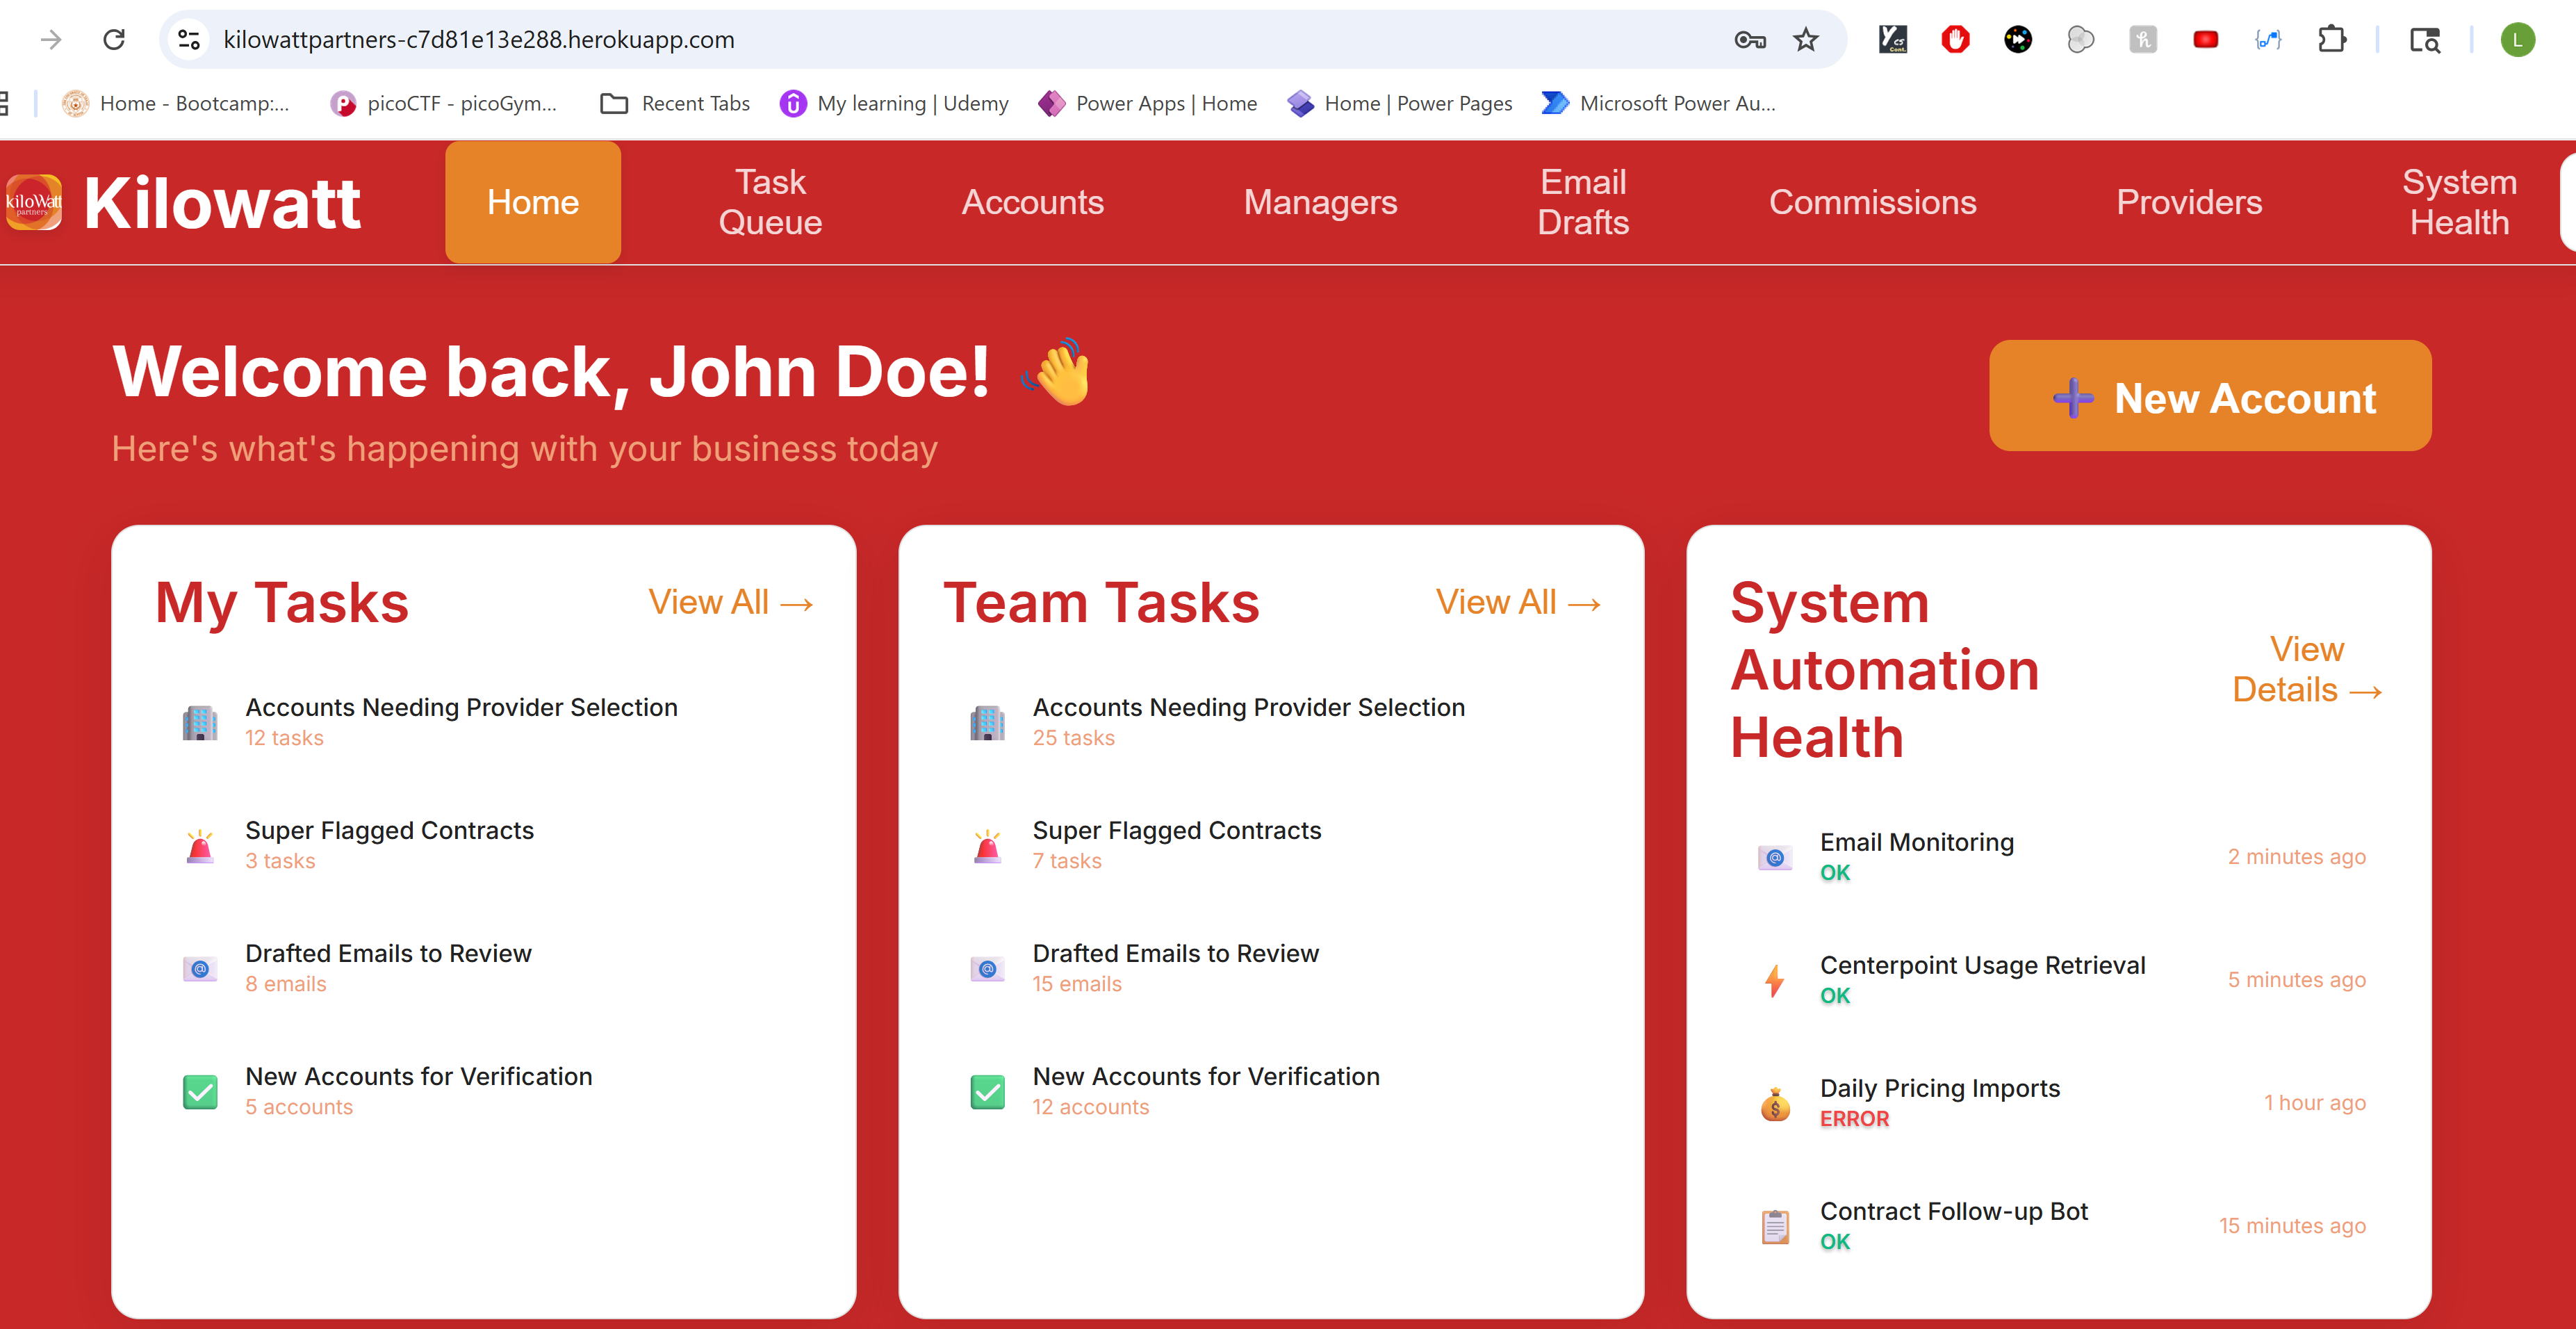 kilowattpartners-c7d81e13e288.herokuapp.com
L
Home - Bootcamp:...
picoCTF - picoGym...
Recent Tabs
My learning | Udemy
Power Apps | Home
Home | Power Pages
Microsoft Power Au...
kiloWatt
partners
Kilowatt
Home
Task
Queue
Accounts
Managers
Email
Drafts
Commissions
Providers
System
Health
Welcome back, John Doe!
Here's what's happening with your business today
New Account
My Tasks
View All →
Accounts Needing Provider Selection
12 tasks
Super Flagged Contracts
3 tasks
Drafted Emails to Review
8 emails
New Accounts for Verification
5 accounts
Team Tasks
View All →
Accounts Needing Provider Selection
25 tasks
Super Flagged Contracts
7 tasks
Drafted Emails to Review
15 emails
New Accounts for Verification
12 accounts
System
Automation
Health
View
Details →
Email Monitoring
OK
2 minutes ago
Centerpoint Usage Retrieval
OK
5 minutes ago
Daily Pricing Imports
ERROR
1 hour ago
Contract Follow-up Bot
OK
15 minutes ago